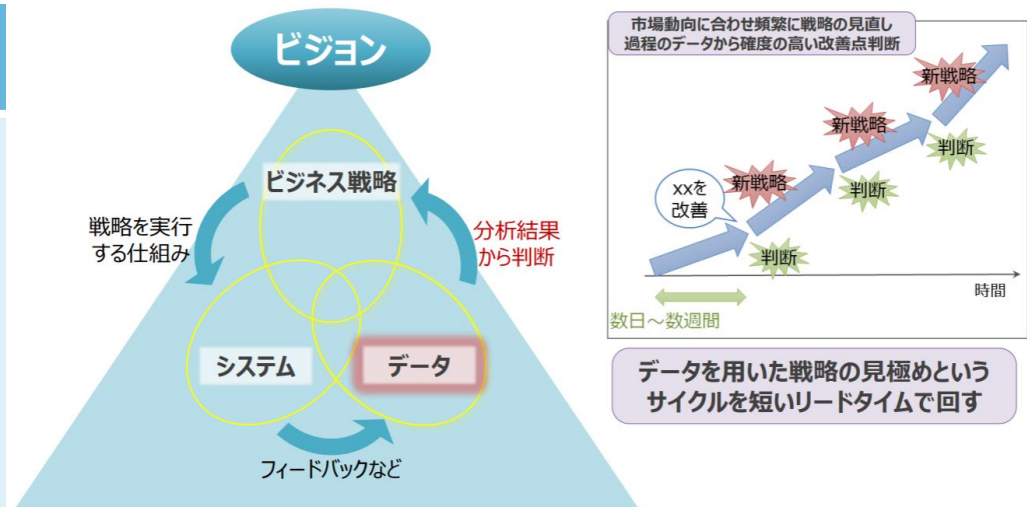 ビジョン
ビジネス戦略
戦略を実行
する仕組み
分析結果
から判断
システム
データ
フィードバックなど
市場動向に合わせ頻繁に戦略の見直し
過程のデータから確度の高い改善点判断
新戦略
新戦略
新戦略
判断
判断
判断
xxを
改善
時間
数日～数週間
データを用いた戦略の見極めという
サイクルを短いリードタイムで回す